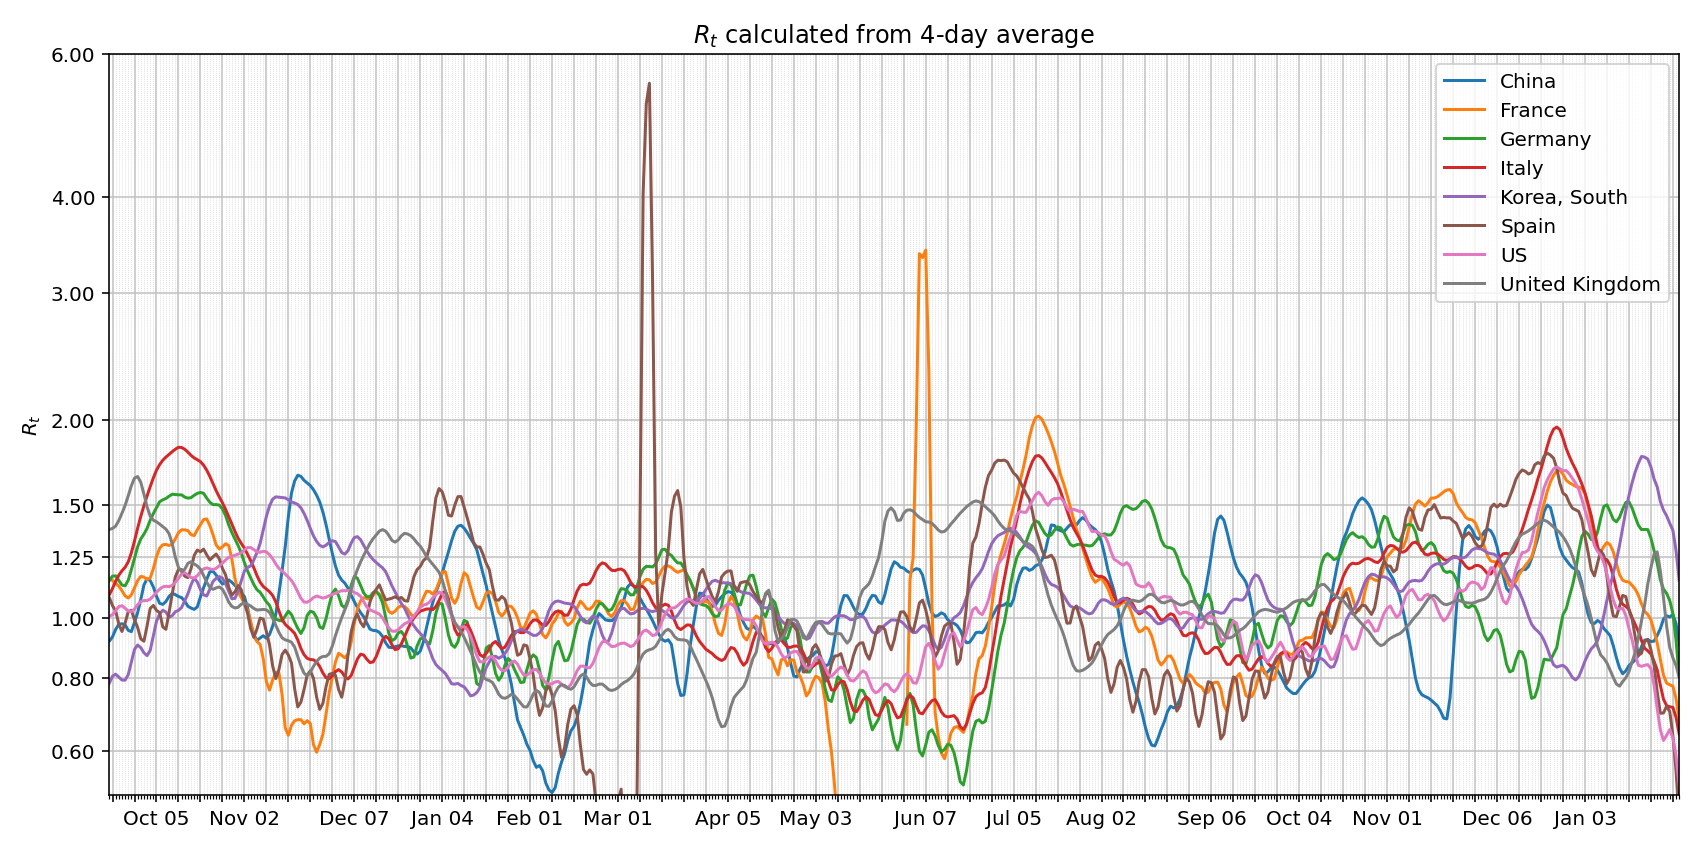 R_t calculated from 4-day average
6.00
4.00
3.00
2.00
1.50
1.25
1.00
0.80
0.60
R_t
China
France
Germany
Italy
Korea, South
Spain
US
United Kingdom
Oct 05 Nov 02 Dec 07 Jan 04 Feb 01 Mar 01 Apr 05 May 03 Jun 07 Jul 05 Aug 02 Sep 06 Oct 04 Nov 01 Dec 06 Jan 03